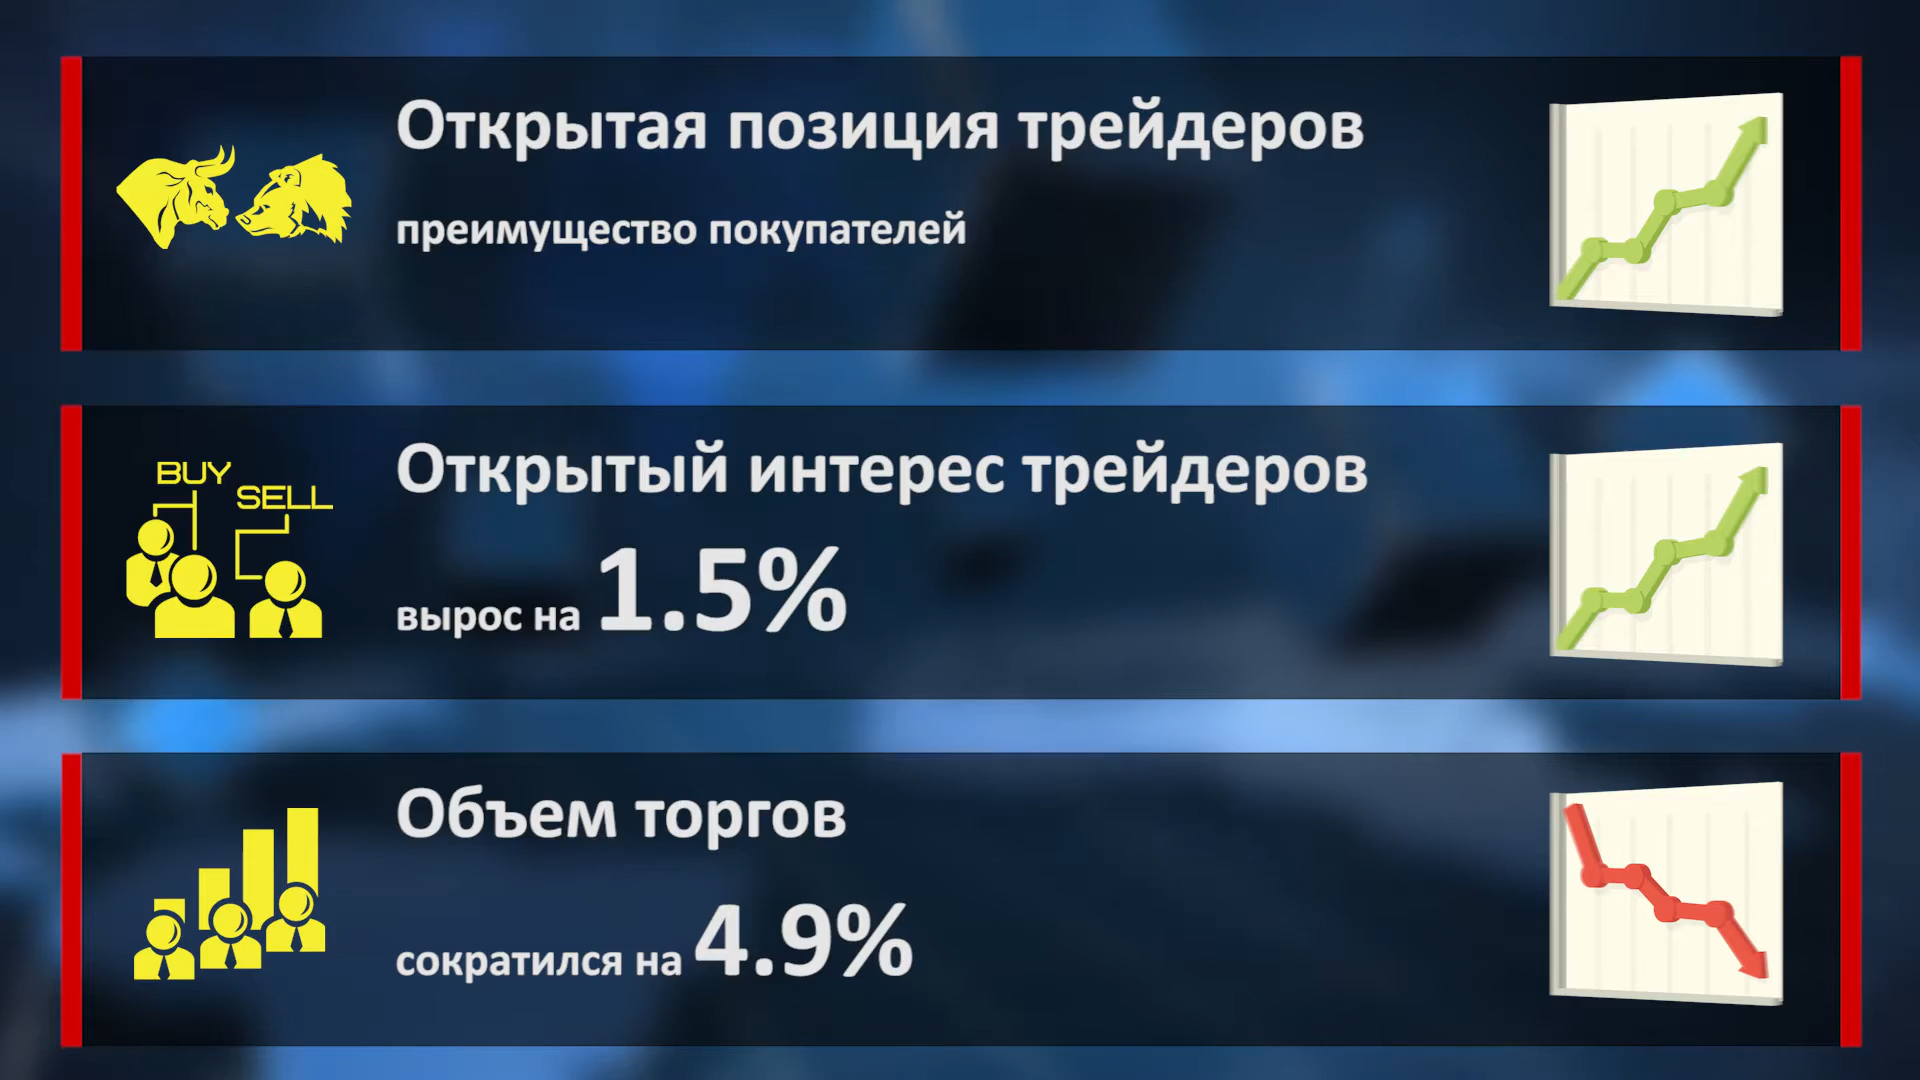 Открытая позиция трейдеров
преимущество покупателей
BUY
SELL
Открытый интерес трейдеров
вырос на 1.5%
Объем торгов
сократился на 4.9%